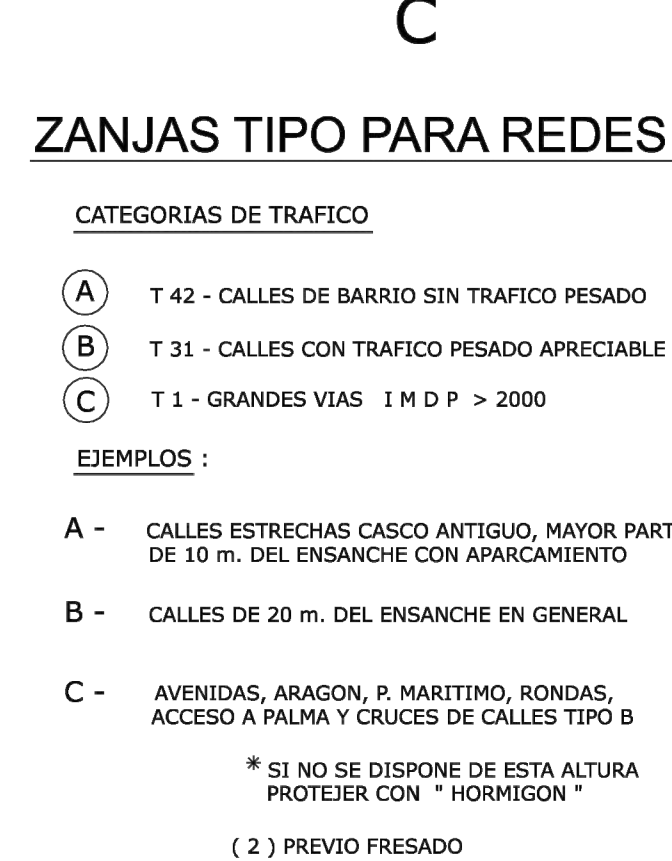 C
ZANJAS TIPO PARA REDES
CATEGORIAS DE TRAFICO
A T 42 - CALLES DE BARRIO SIN TRAFICO PESADO
B T 31 - CALLES CON TRAFICO PESADO APRECIABLE
C T 1 - GRANDES VIAS I M D P > 2000
EJEMPLOS :
A - CALLES ESTRECHAS CASCO ANTIGUO, MAYOR PART
DE 10 m. DEL ENSANCHE CON APARCAMIENTO
B - CALLES DE 20 m. DEL ENSANCHE EN GENERAL
C - AVENIDAS, ARAGON, P. MARITIMO, RONDAS,
ACCESO A PALMA Y CRUCES DE CALLES TIPO B
* SI NO SE DISPONE DE ESTA ALTURA
PROTEJER CON " HORMIGON "
( 2 ) PREVIO FRESADO